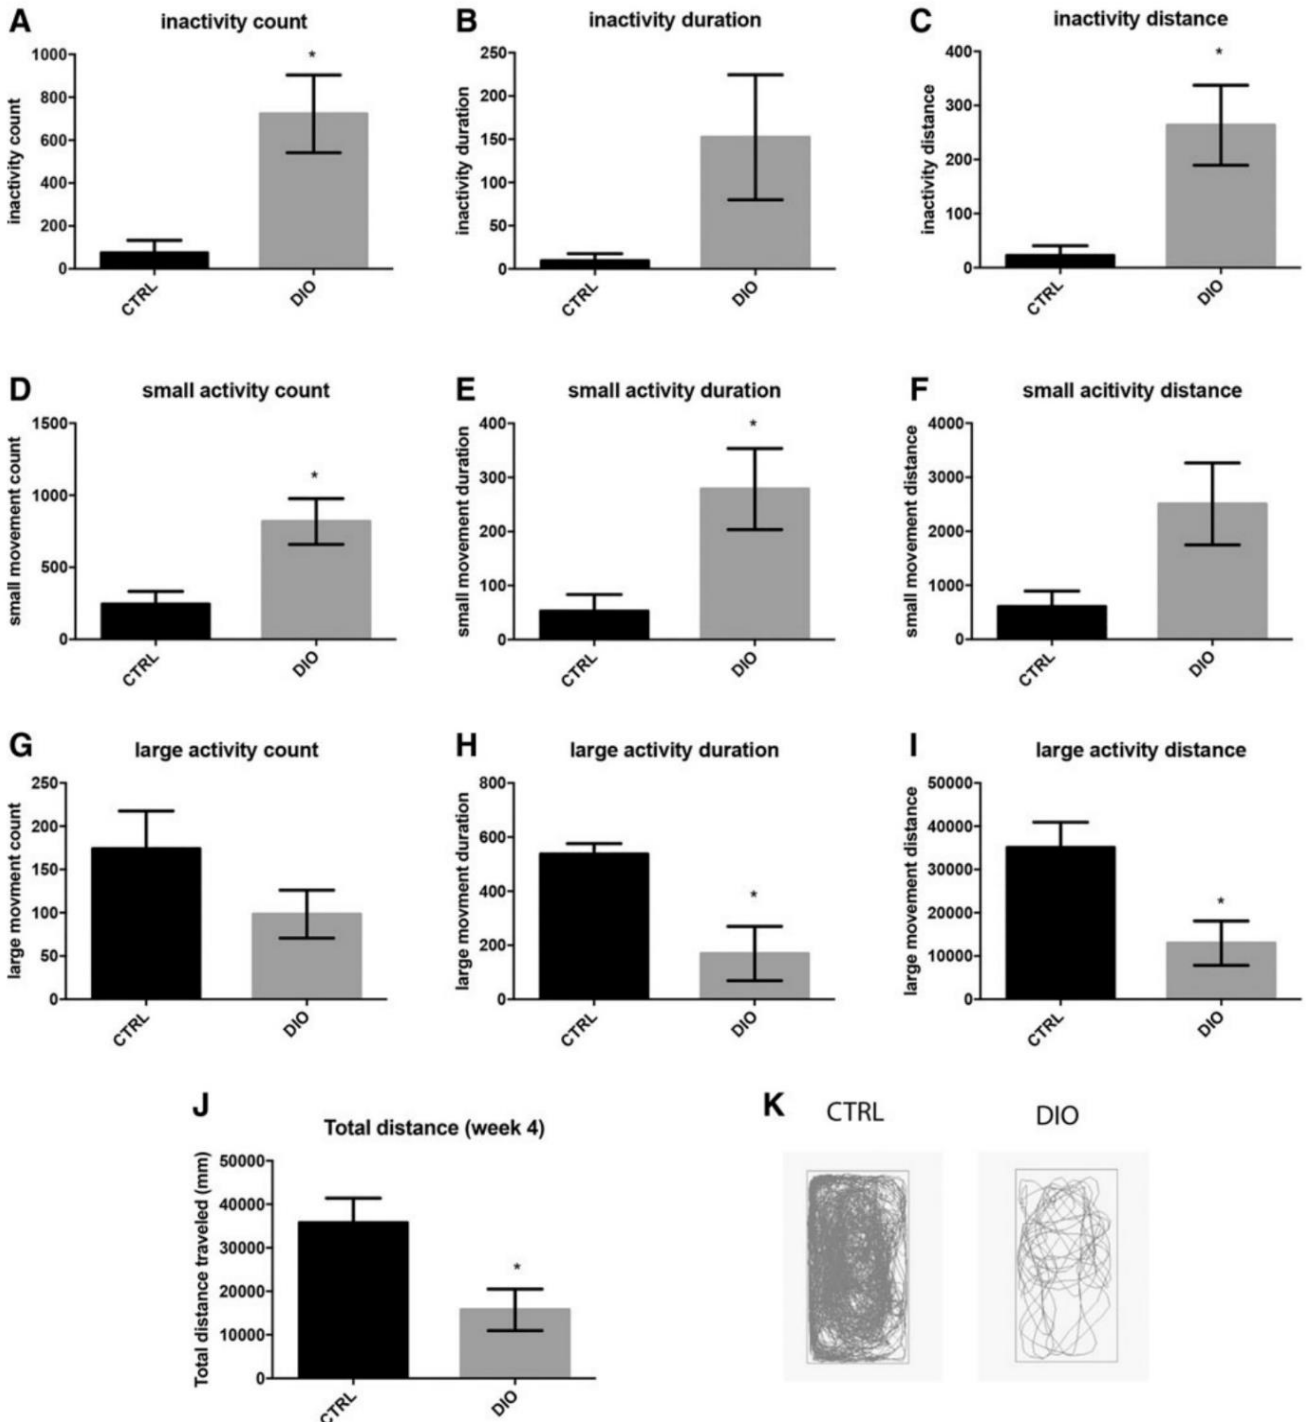 A
inactivity count
inactivity count
1000
800
600
400
200
0
*
CTRL
DIO
B
inactivity duration
inactivity duration
250
200
150
100
50
0
CTRL
DIO
C
inactivity distance
inactivity distance
400
300
200
100
0
*
CTRL
DIO
D
small activity count
small movement count
1500
1000
500
0
*
CTRL
DIO
E
small activity duration
small movement duration
400
300
200
100
0
*
CTRL
DIO
F
small acitivity distance
small movement distance
4000
3000
2000
1000
0
CTRL
DIO
G
large activity count
large movment count
250
200
150
100
50
0
CTRL
DIO
H
large activity duration
large movment duration
800
600
400
200
0
*
CTRL
DIO
I
large activity distance
large movement distance
50000
40000
30000
20000
10000
0
*
CTRL
DIO
J
Total distance (week 4)
Total distance traveled (mm)
50000
40000
30000
20000
10000
0
*
CTRL
DIO
K
CTRL
DIO